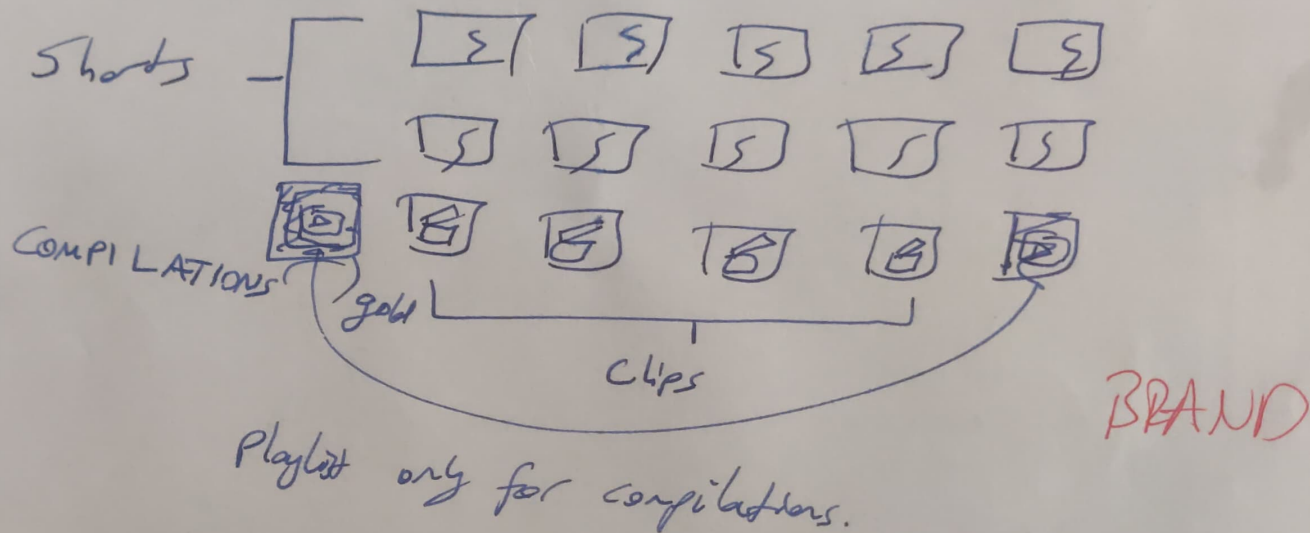 Shorts
S S S S S
S S S S S
COMPILATIONS
gold
Clips
Playlist only for compilations.
BRAND